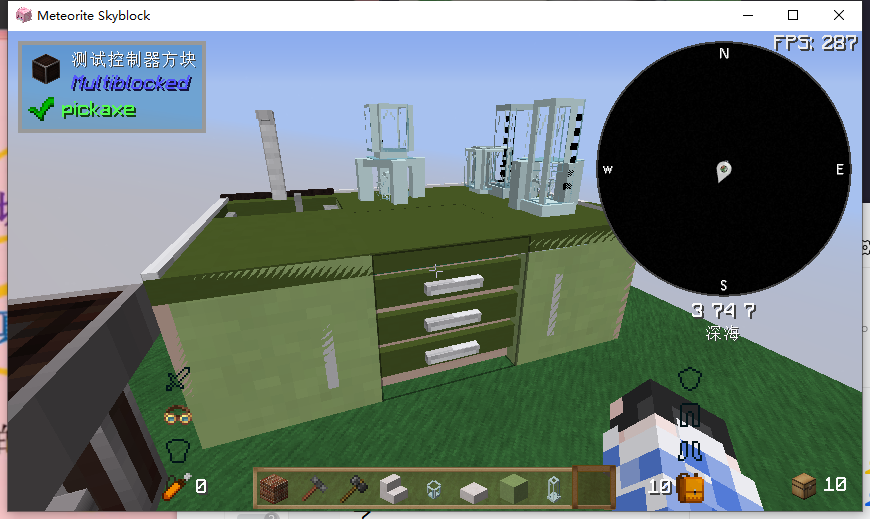 Meteorite Skyblock
FPS: 287
测试控制器方块
Multiblocked
pickaxe
N
W
E
S
3 74 7
深海
0
10
10